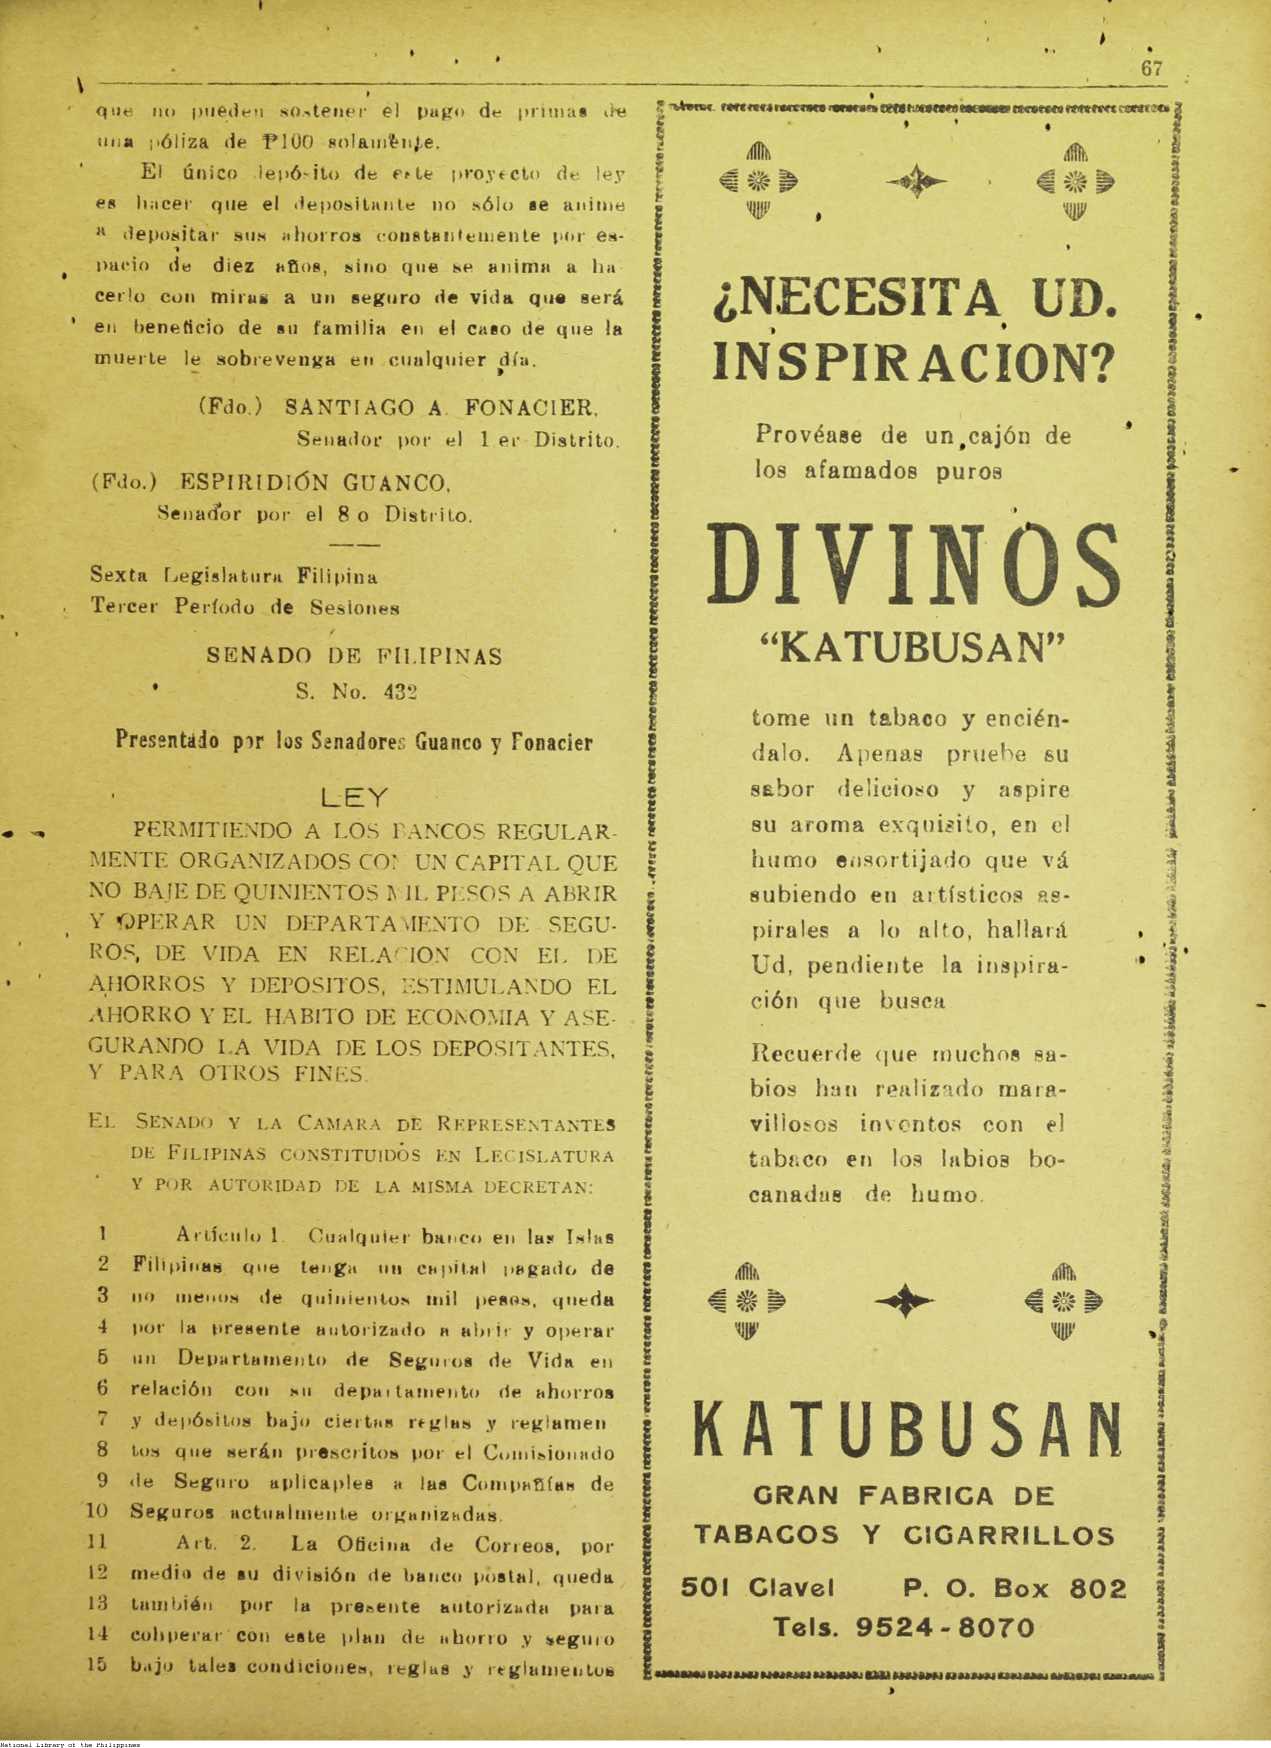 67
que no pueden sostener el pago de primas de
una póliza de ₱100 solamente.
El único depósito de este proyecto de ley
es hacer que el depositante no sólo se anime
a depositar sus ahorros constantemente por es-
pacio de diez años, sino que se anima a ha
cerlo con miras a un seguro de vida que será
en beneficio de su familia en el caso de que la
muerte le sobrevenga en cualquier día.
(Fdo.) SANTIAGO A. FONACIER,
Senador por el 1 er Distrito.
(Fdo.) ESPIRIDIÓN GUANCO,
Senador por el 8 o Distrito.
Sexta Legislatura Filipina
Tercer Período de Sesiones
SENADO DE FILIPINAS
S. No. 432
Presentado por los Senadores Guanco y Fonacier
LEY
PERMITIENDO A LOS BANCOS REGULAR-
MENTE ORGANIZADOS CON UN CAPITAL QUE
NO BAJE DE QUINIENTOS MIL PESOS A ABRIR
Y OPERAR UN DEPARTAMENTO DE SEGU-
ROS, DE VIDA EN RELACION CON EL DE
AHORROS Y DEPOSITOS, ESTIMULANDO EL
AHORRO Y EL HABITO DE ECONOMIA Y ASE-
GURANDO LA VIDA DE LOS DEPOSITANTES,
Y PARA OTROS FINES.
EL SENADO Y LA CAMARA DE REPRESENTANTES
DE FILIPINAS CONSTITUIDOS EN LEGISLATURA
Y POR AUTORIDAD DE LA MISMA DECRETAN:
1 Artículo 1. Cualquier banco en las Islas
2 Filipinas que tenga un capital pagado de
3 no menos de quinientos mil pesos, queda
4 por la presente autorizado a abrir y operar
5 un Departamento de Seguros de Vida en
6 relación con su departamento de ahorros
7 y depósitos bajo ciertas reglas y reglamen
8 tos que serán prescritos por el Comisionado
9 de Seguro aplicaples a las Compañías de
10 Seguros actualmente organizadas.
11 Art. 2. La Oficina de Correos, por
12 medio de su división de banco postal, queda
13 también por la presente autorizada para
14 cohperar con este plan de ahorro y seguro
15 bajo tales condiciones, reglas y reglamentos
¿NECESITA UD.
INSPIRACION?
Provéase de un cajón de
los afamados puros
DIVINOS
“KATUBUSAN”
tome un tabaco y encién-
dalo. Apenas pruebe su
sabor delicioso y aspire
su aroma exquisito, en el
humo ensortijado que vá
subiendo en artísticos as-
pirales a lo alto, hallará
Ud, pendiente la inspira-
ción que busca
Recuerde que muchos sa-
bios han realizado mara-
villosos inventos con el
tabaco en los labios bo-
canadas de humo.
KATUBUSAN
GRAN FABRICA DE
TABACOS Y CIGARRILLOS
501 Clavel P. O. Box 802
Tels. 9524-8070
National Library of the Philippines